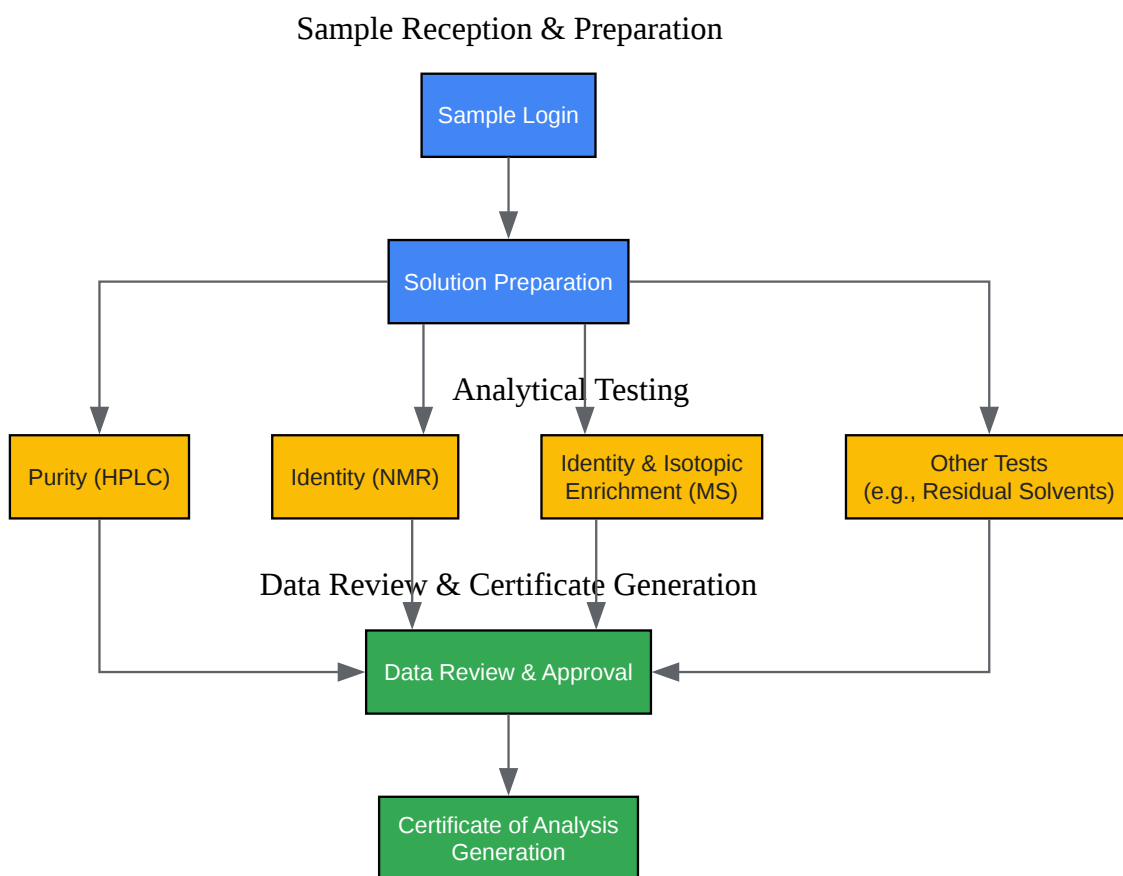 Sample Reception & Preparation
Sample Login
Solution Preparation
Analytical Testing
Purity (HPLC)
Identity (NMR)
Identity & Isotopic
Enrichment (MS)
Other Tests
(e.g., Residual Solvents)
Data Review & Certificate Generation
Data Review & Approval
Certificate of Analysis
Generation